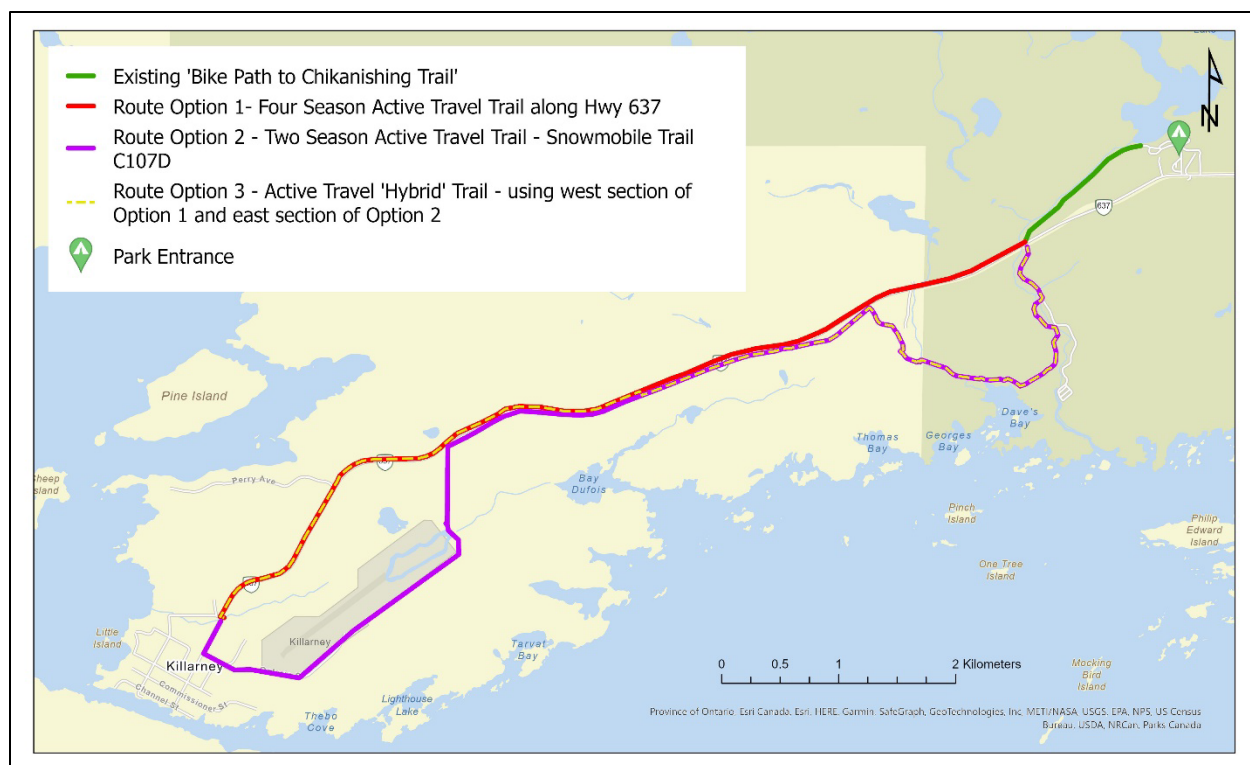 Existing 'Bike Path to Chikanishing Trail'
Route Option 1- Four Season Active Travel Trail along Hwy 637
Route Option 2 - Two Season Active Travel Trail - Snowmobile Trail
C107D
Route Option 3 - Active Travel 'Hybrid' Trail - using west section of
Option 1 and east section of Option 2
Park Entrance
N
637
Pine Island
Island
Perry Ave
Bay
Dufois
Thomas
Bay
Georges
Bay
Dave's
Bay
Pinch
Island
Philip
Edward
Island
One Tree
Island
Mocking
Bird
Island
Little
Island
Killarney
Killarney
Channel St
Commissioner St
Tarvat
Bay
Lighthouse
Lake
Thebo
Cove
0 0.5 1 2 Kilometers
Province of Ontario, Esri Canada, Esri, HERE, Garmin, SafeGraph, GeoTechnologies, Inc, METI/NASA, USGS, EPA, NPS, US Census
Bureau, USDA, NRCan, Parks Canada